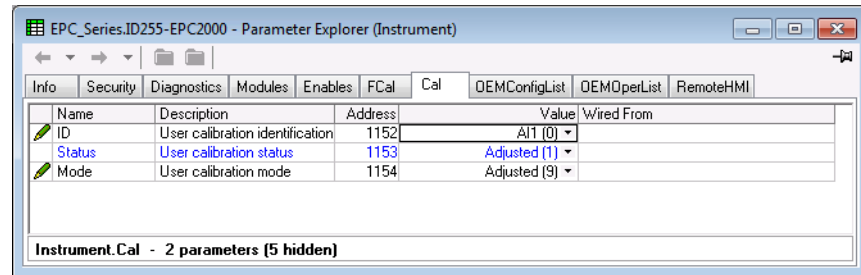 EPC_Series.ID255-EPC2000 - Parameter Explorer (Instrument)
Info Security Diagnostics Modules Enables FCal Cal OEMConfigList OEMOperList RemoteHMI
Name Description Address Value Wired From
ID User calibration identification 1152 AI1 (0)
Status User calibration status 1153 Adjusted (1)
Mode User calibration mode 1154 Adjusted (9)
Instrument.Cal - 2 parameters (5 hidden)